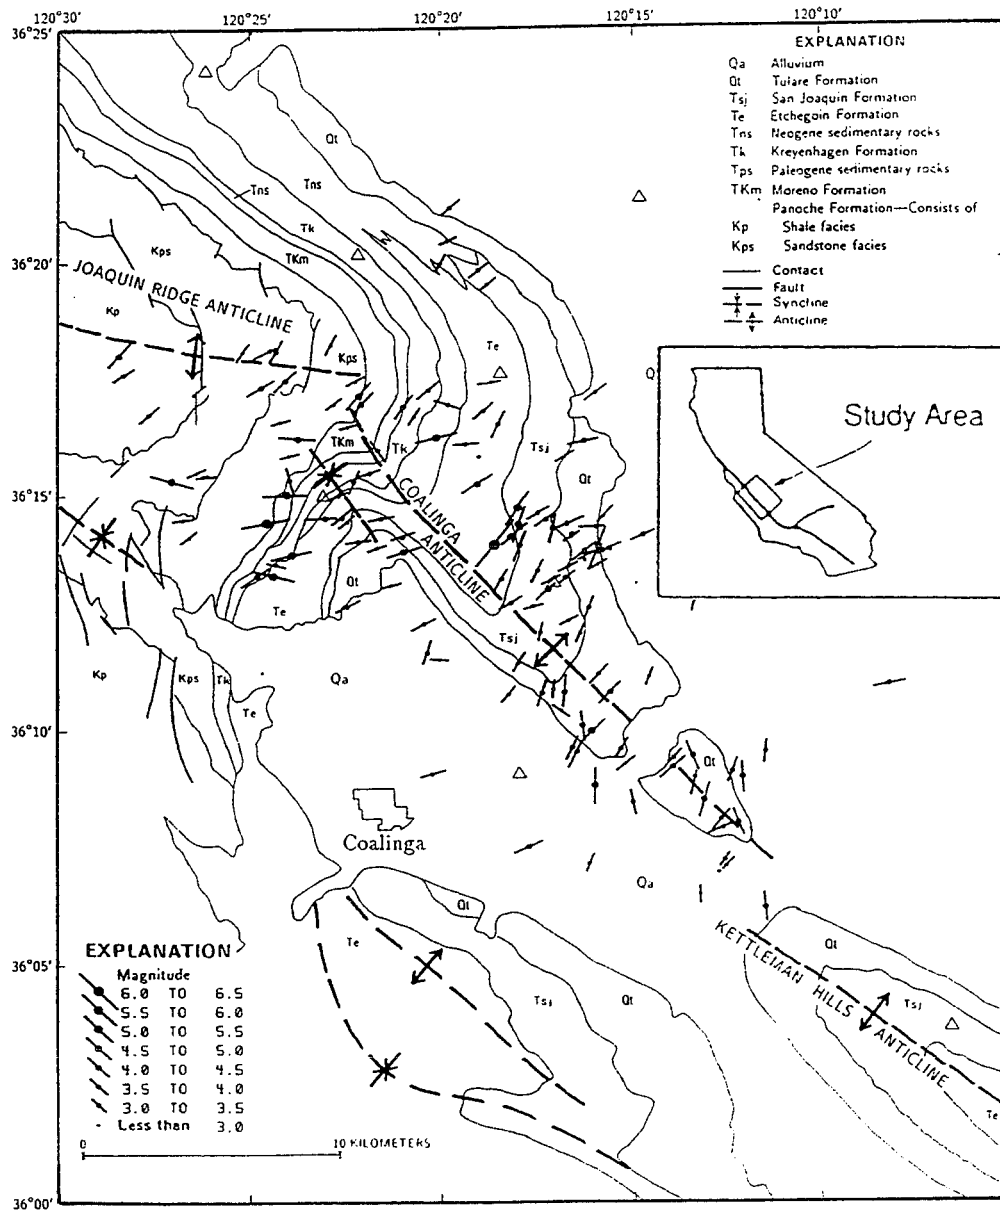 120°30' 120°25' 120°20' 120°15' 120°10'
36°25'
EXPLANATION
Qa Alluvium
Qt Tulare Formation
Tsj San Joaquin Formation
Te Etchegoin Formation
Tns Neogene sedimentary rocks
Tk Kreyenhagen Formation
Tps Paleogene sedimentary rocks
TKm Moreno Formation
Panoche Formation—Consists of
Kp Shale facies
Kps Sandstone facies
Contact
Fault
Syncline
Anticline
Qt
Tns
Tns
Tk
TKm
Kps
36°20'
JOAQUIN RIDGE ANTICLINE
Kp
Kps
Te
Q
Study Area
TKm
Tk
Tsj
Qt
36°15'
COALINGA
ANTICLINE
Qt
Te
Tsj
Kp
Kps
Tk
Te
Qa
36°10'
Qt
Coalinga
Qa
Qt
Te
KETTLEMAN HILLS ANTICLINE
Qt
Tsj
Te
36°05'
Tsj
Qt
EXPLANATION
Magnitude
6.0 TO 6.5
5.5 TO 6.0
5.0 TO 5.5
4.5 TO 5.0
4.0 TO 4.5
3.5 TO 4.0
3.0 TO 3.5
Less than 3.0
0 10 KILOMETERS
36°00'